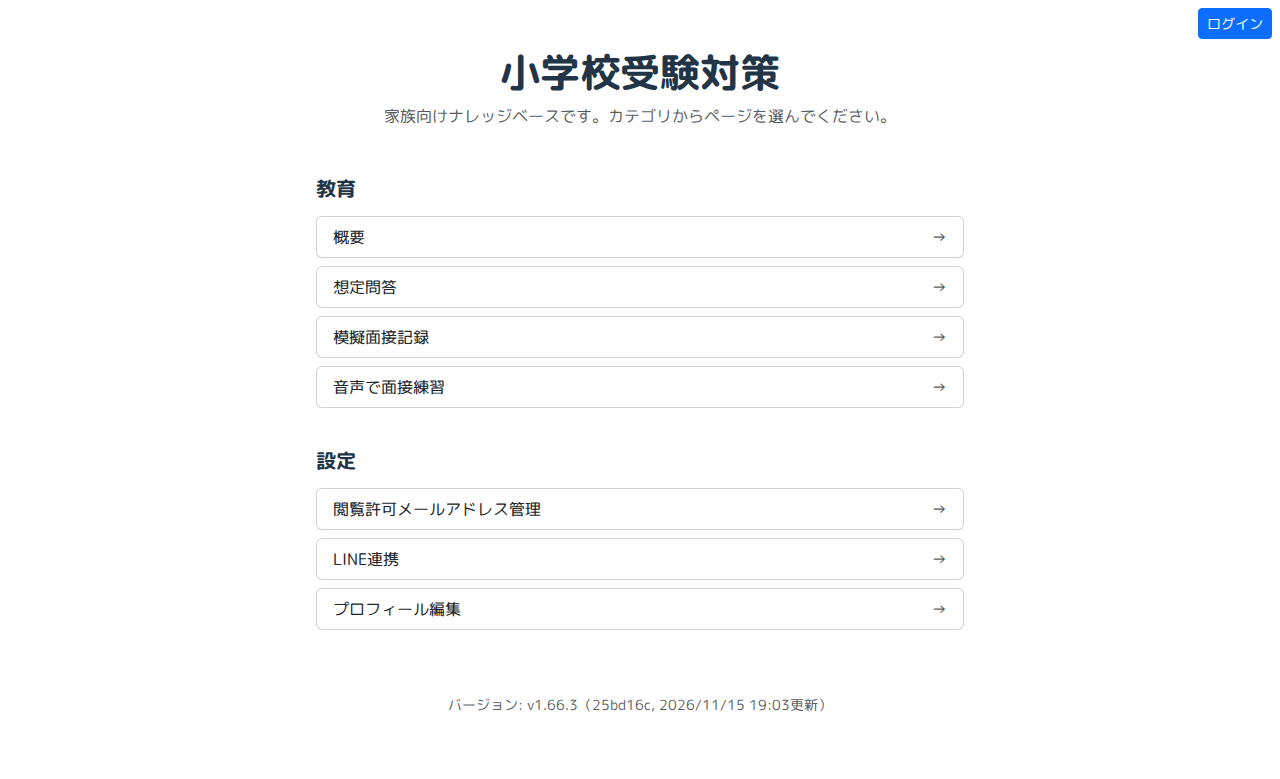 ログイン
小学校受験対策
家族向けナレッジベースです。カテゴリからページを選んでください。
教育
概要 →
想定問答 →
模擬面接記録 →
音声で面接練習 →
設定
閲覧許可メールアドレス管理 →
LINE連携 →
プロフィール編集 →
バージョン: v1.66.3（25bd16c, 2026/11/15 19:03更新）